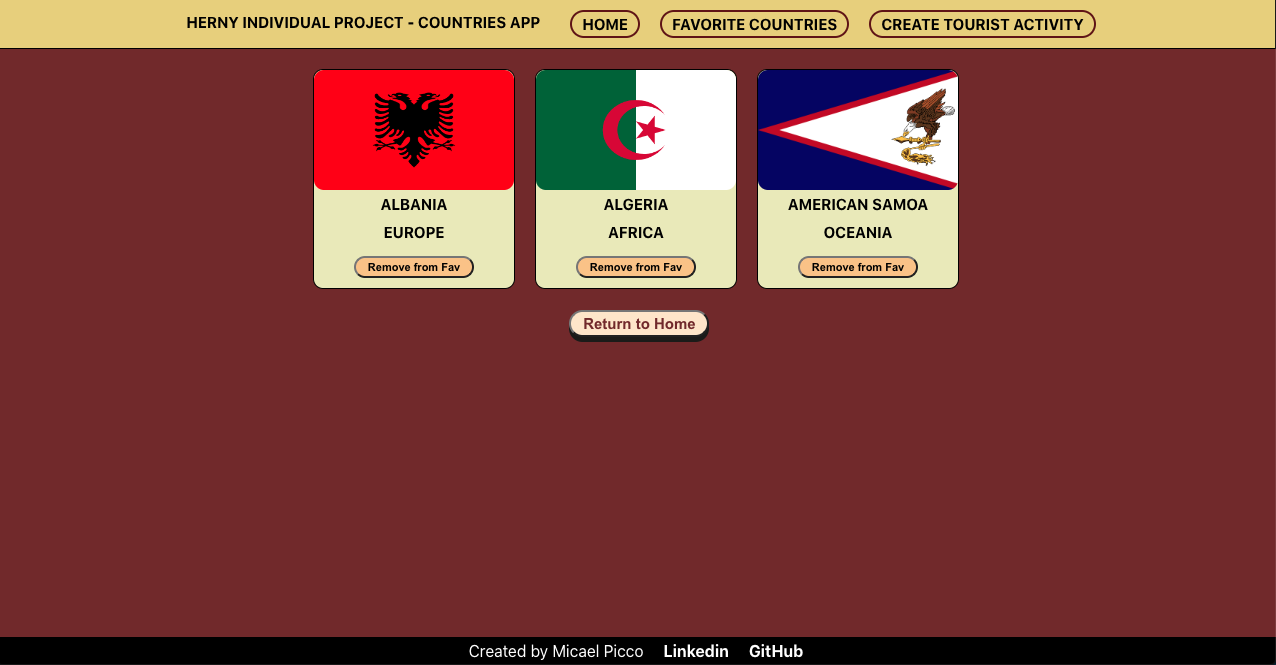 HERNY INDIVIDUAL PROJECT - COUNTRIES APP HOME FAVORITE COUNTRIES CREATE TOURIST ACTIVITY
ALBANIA
EUROPE
Remove from Fav
ALGERIA
AFRICA
Remove from Fav
AMERICAN SAMOA
OCEANIA
Remove from Fav
Return to Home
Created by Micael Picco Linkedin GitHub